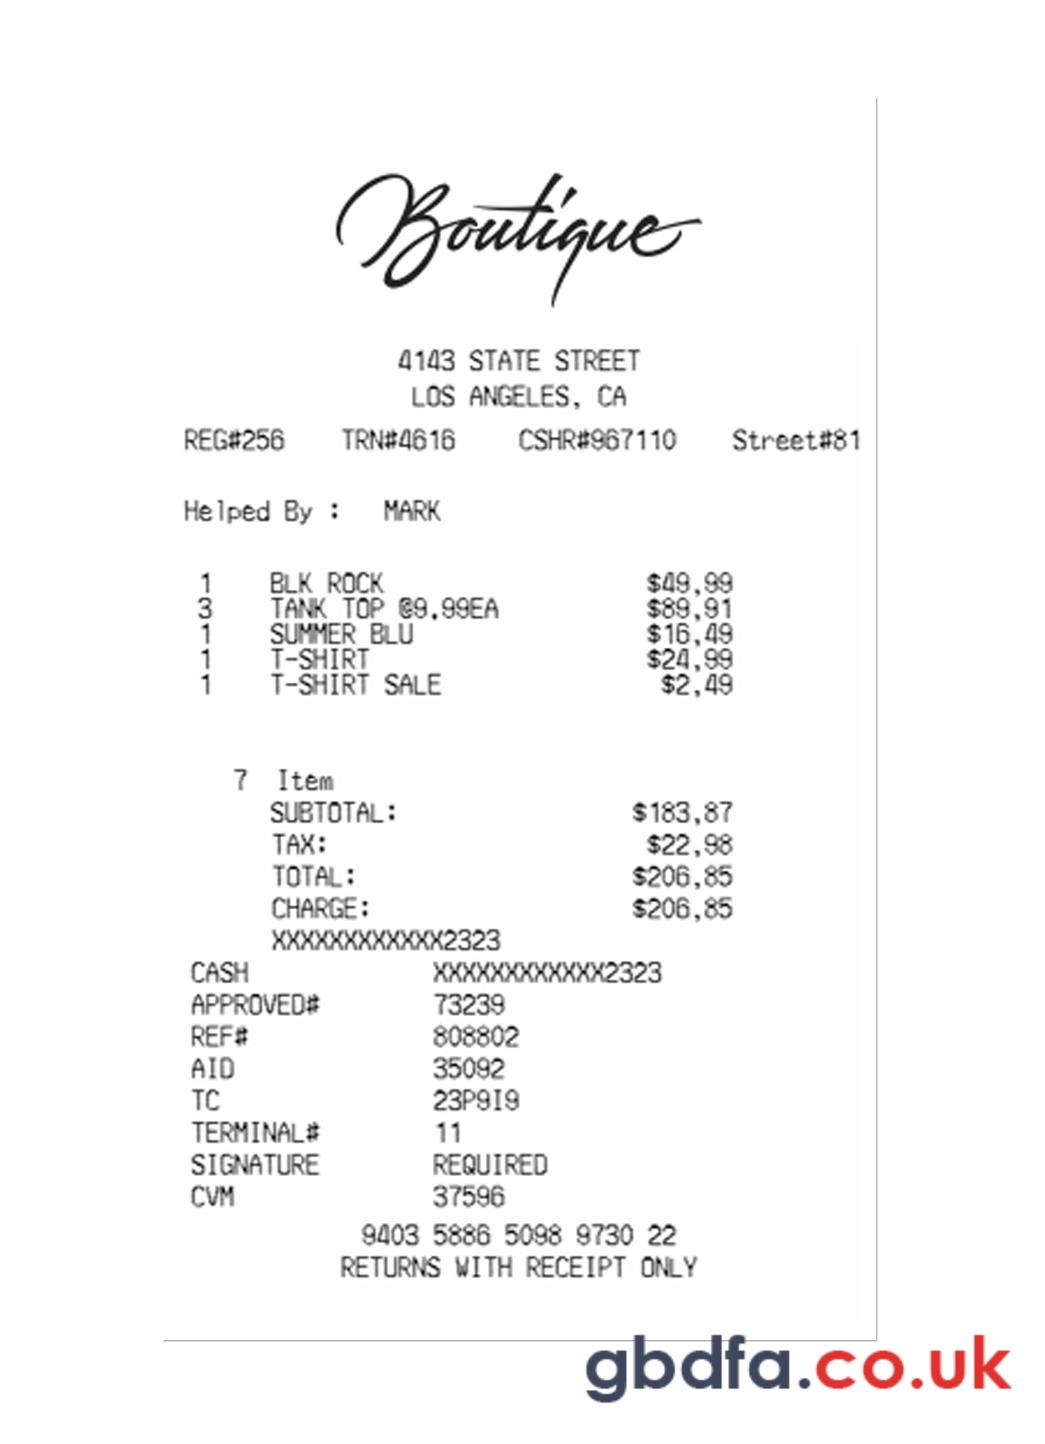 Boutique
4143 STATE STREET
LOS ANGELES, CA
REG#256 TRN#4616 CSHR#967110 Street#81
Helped By : MARK
1 BLK ROCK $49,99
3 TANK TOP @9.99EA $89,91
1 SUMMER BLU $16,49
1 T-SHIRT $24,99
1 T-SHIRT SALE $2,49
7 Item
SUBTOTAL: $183,87
TAX: $22,98
TOTAL: $206,85
CHARGE: $206,85
XXXXXXXXXXXX2323
CASH XXXXXXXXXXXX2323
APPROVED# 73239
REF# 808802
AID 35092
TC 23P9I9
TERMINAL# 11
SIGNATURE REQUIRED
CVM 37596
9403 5886 5098 9730 22
RETURNS WITH RECEIPT ONLY
gbdfa.co.uk